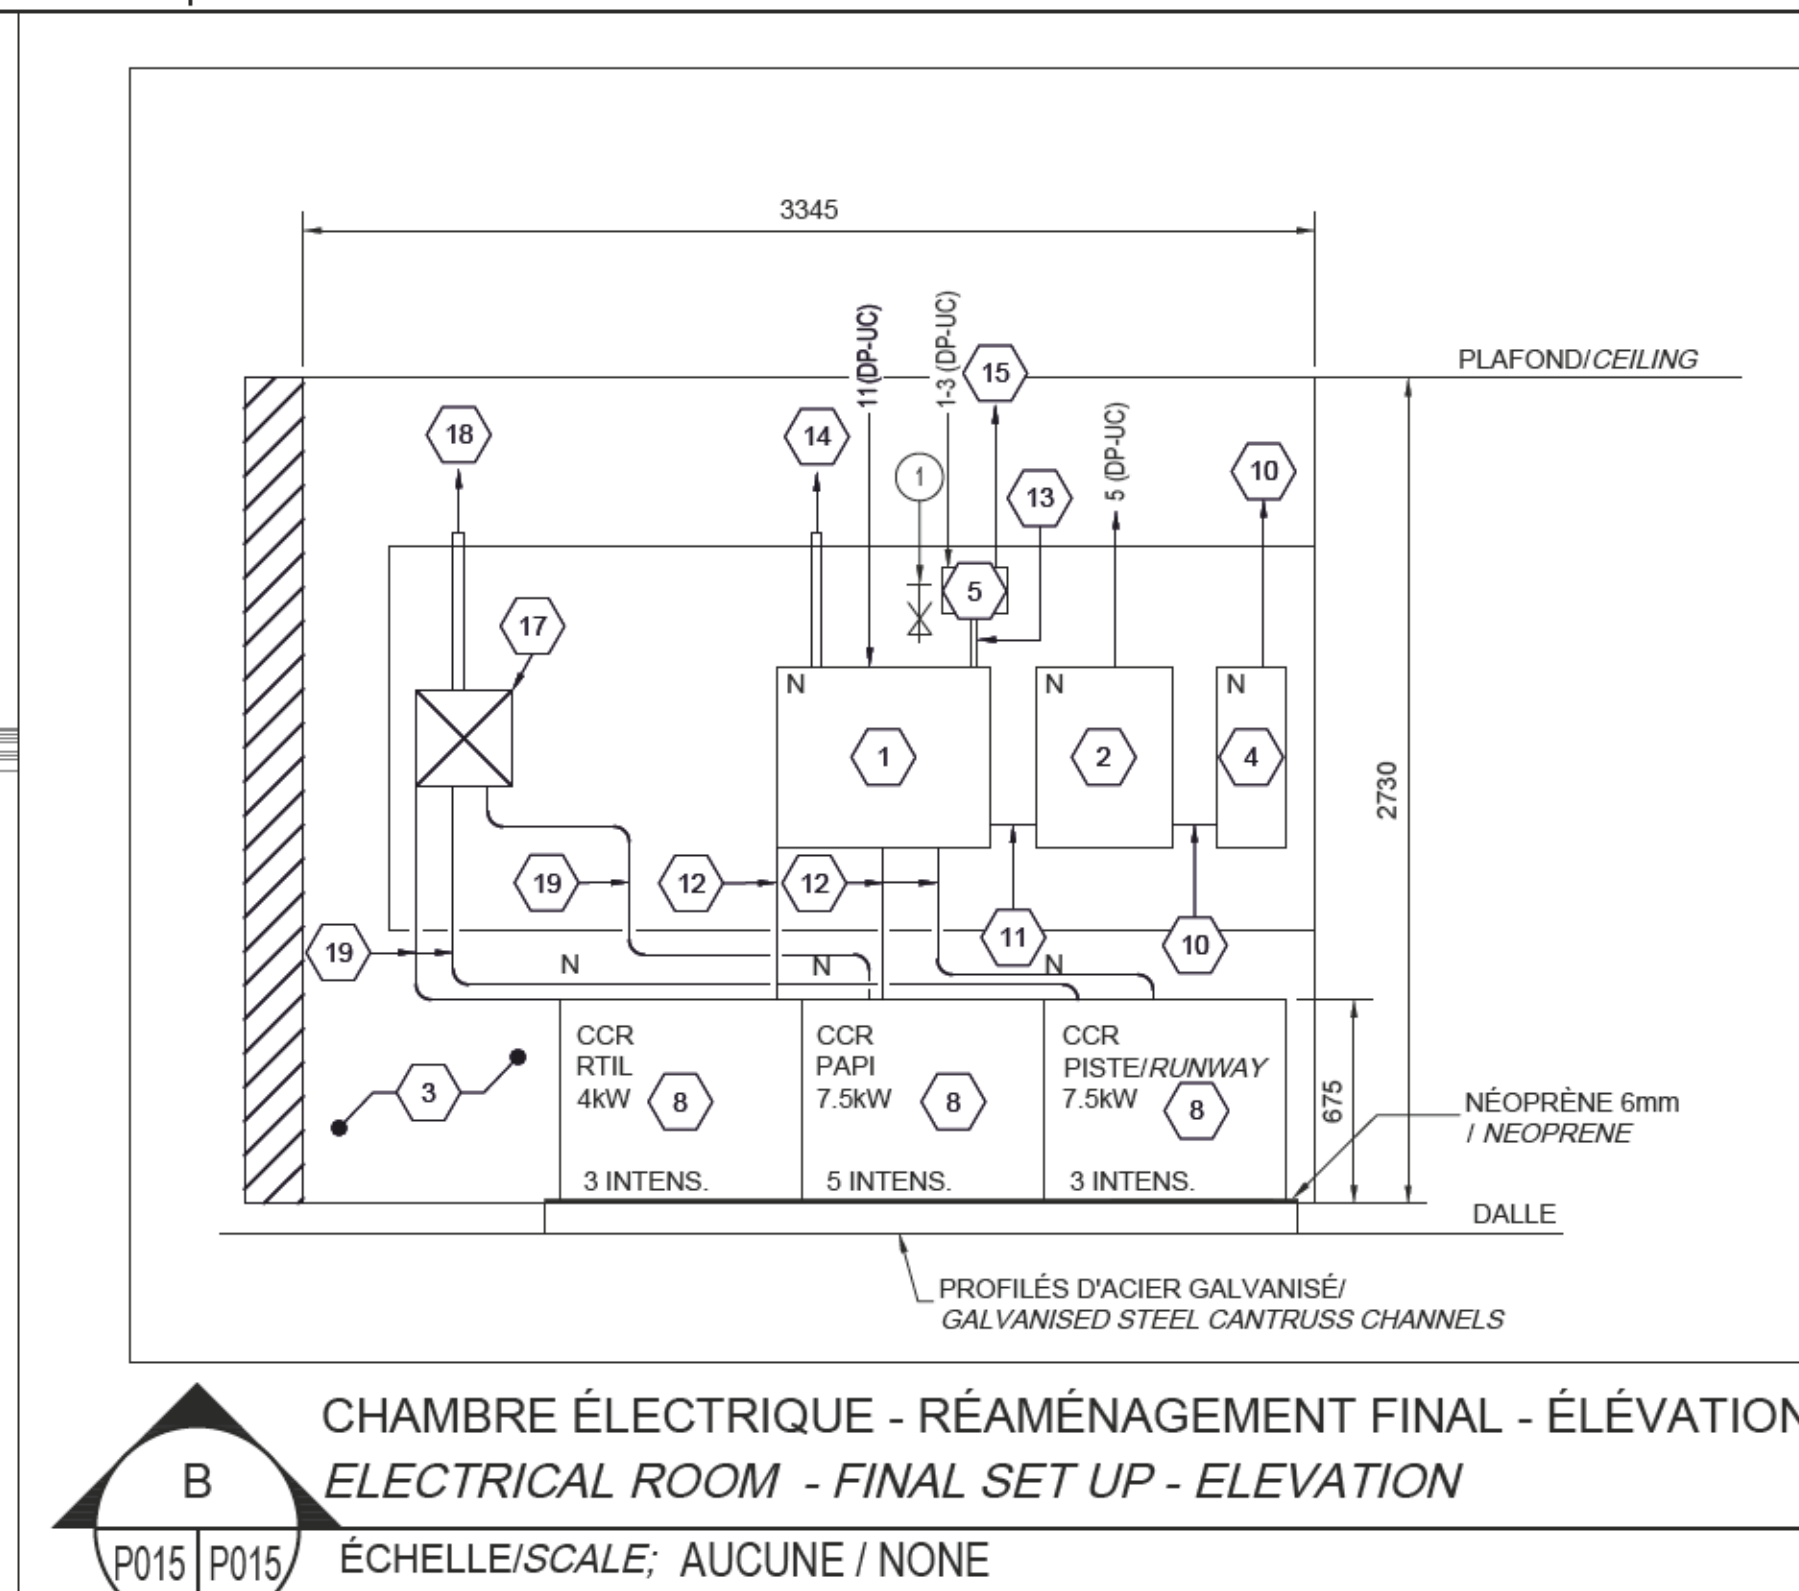 3345
11(DP-UC)
1-3 (DP-UC)
15
PLAFOND/CEILING
18
14
1
13
5 (DP-UC)
10
5
17
N
N
N
1
2
4
2730
19
12
12
11
10
19
N
N
N
CCR
RTIL
4kW
8
3 INTENS.
CCR
PAPI
7.5kW
8
5 INTENS.
CCR
PISTE/RUNWAY
7.5kW
8
3 INTENS.
3
675
NÉOPRÈNE 6mm
/ NEOPRENE
DALLE
PROFILÉS D'ACIER GALVANISÉ/
GALVANISED STEEL CANTRUSS CHANNELS
CHAMBRE ÉLECTRIQUE - RÉAMÉNAGEMENT FINAL - ÉLÉVATION
ELECTRICAL ROOM - FINAL SET UP - ELEVATION
B
P015 P015
ÉCHELLE/SCALE; AUCUNE / NONE